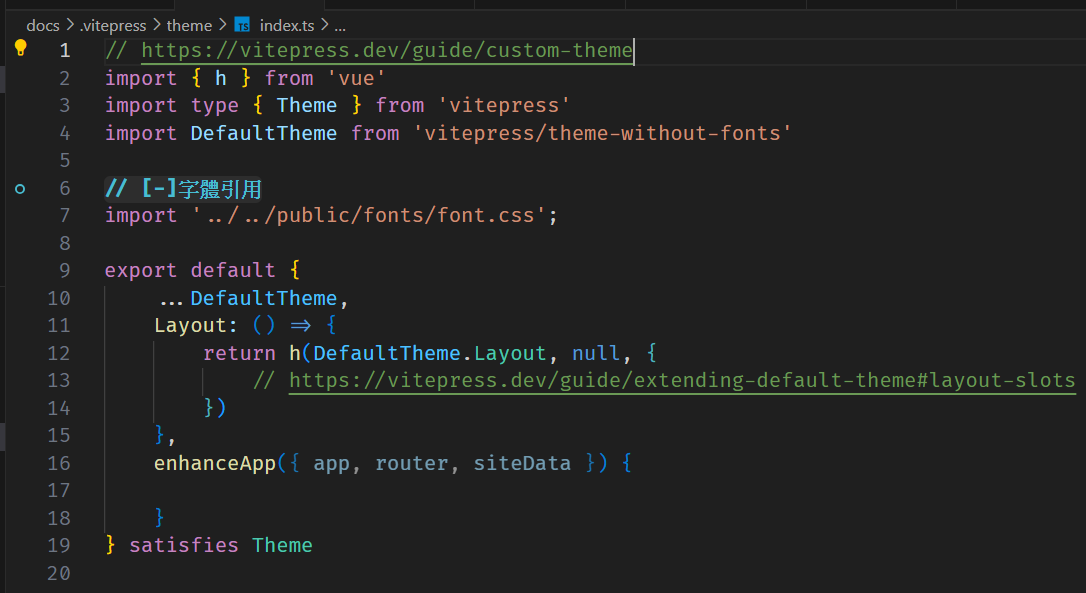 docs > .vitepress > theme > TS index.ts > ...
1 // https://vitepress.dev/guide/custom-theme
2 import { h } from 'vue'
3 import type { Theme } from 'vitepress'
4 import DefaultTheme from 'vitepress/theme-without-fonts'
5
6 // [-]字體引用
7 import '../../public/fonts/font.css';
8
9 export default {
10 ...DefaultTheme,
11 Layout: () => {
12 return h(DefaultTheme.Layout, null, {
13 // https://vitepress.dev/guide/extending-default-theme#layout-slots
14 })
15 },
16 enhanceApp({ app, router, siteData }) {
17
18 }
19 } satisfies Theme
20